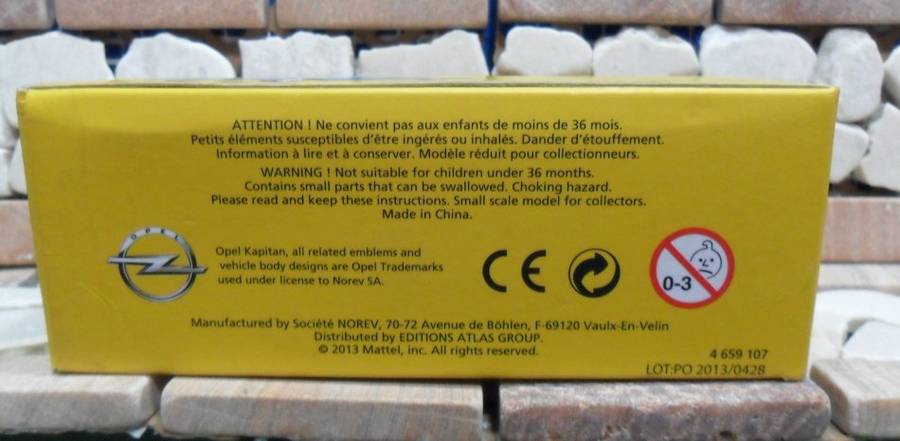 ATTENTION ! Ne convient pas aux enfants de moins de 36 mois.
Petits éléments susceptibles d'être ingérés ou inhalés. Dander d'étouffement.
Information à lire et à conserver. Modèle réduit pour collectionneurs.
WARNING ! Not suitable for children under 36 months.
Contains small parts that can be swallowed. Choking hazard.
Please read and keep these instructions. Small scale model for collectors.
Made in China.
OPEL
Opel Kapitan, all related emblems and
vehicle body designs are Opel Trademarks
used under license to Norev SA.
CE
0-3
Manufactured by Société NOREV, 70-72 Avenue de Böhlen, F-69120 Vaulx-En-Velin
Distributed by EDITIONS ATLAS GROUP.
© 2013 Mattel, inc. All rights reserved.
4 659 107
LOT:PO 2013/0428